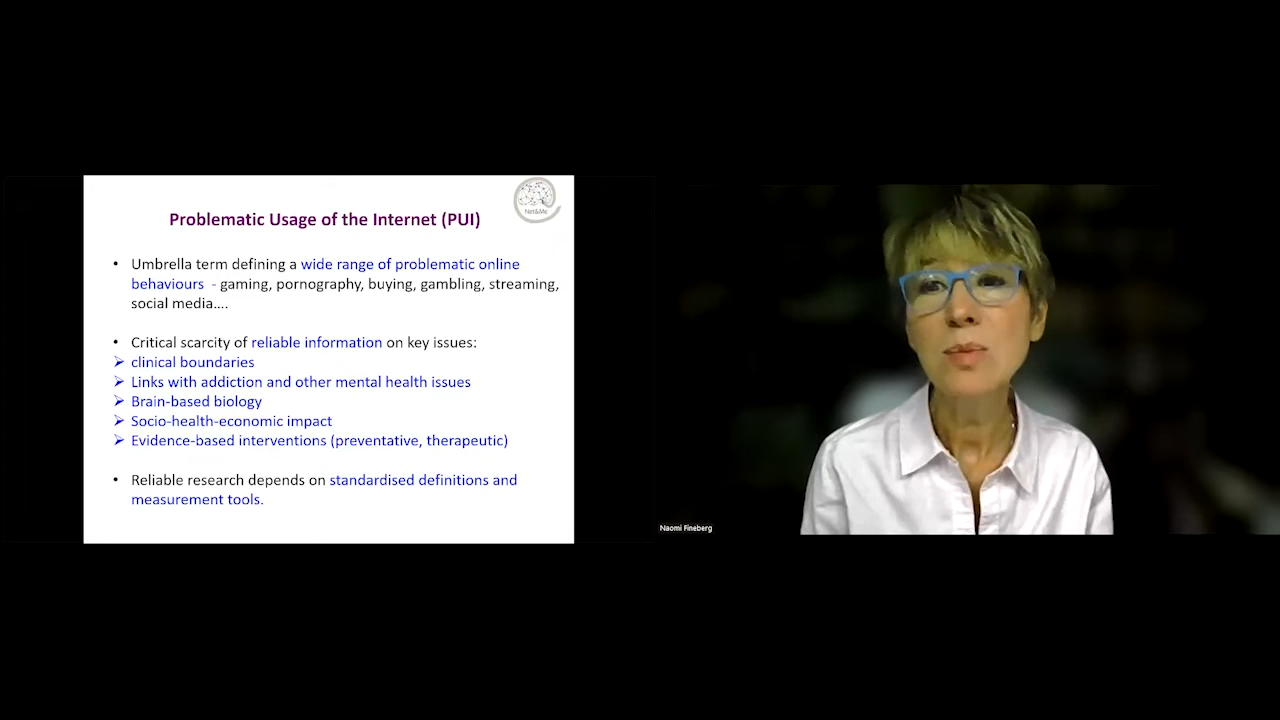 Net&Me
Problematic Usage of the Internet (PUI)
• Umbrella term defining a wide range of problematic online
behaviours - gaming, pornography, buying, gambling, streaming,
social media....
• Critical scarcity of reliable information on key issues:
➢ clinical boundaries
➢ Links with addiction and other mental health issues
➢ Brain-based biology
➢ Socio-health-economic impact
➢ Evidence-based interventions (preventative, therapeutic)
• Reliable research depends on standardised definitions and
measurement tools.
Naomi Fineberg